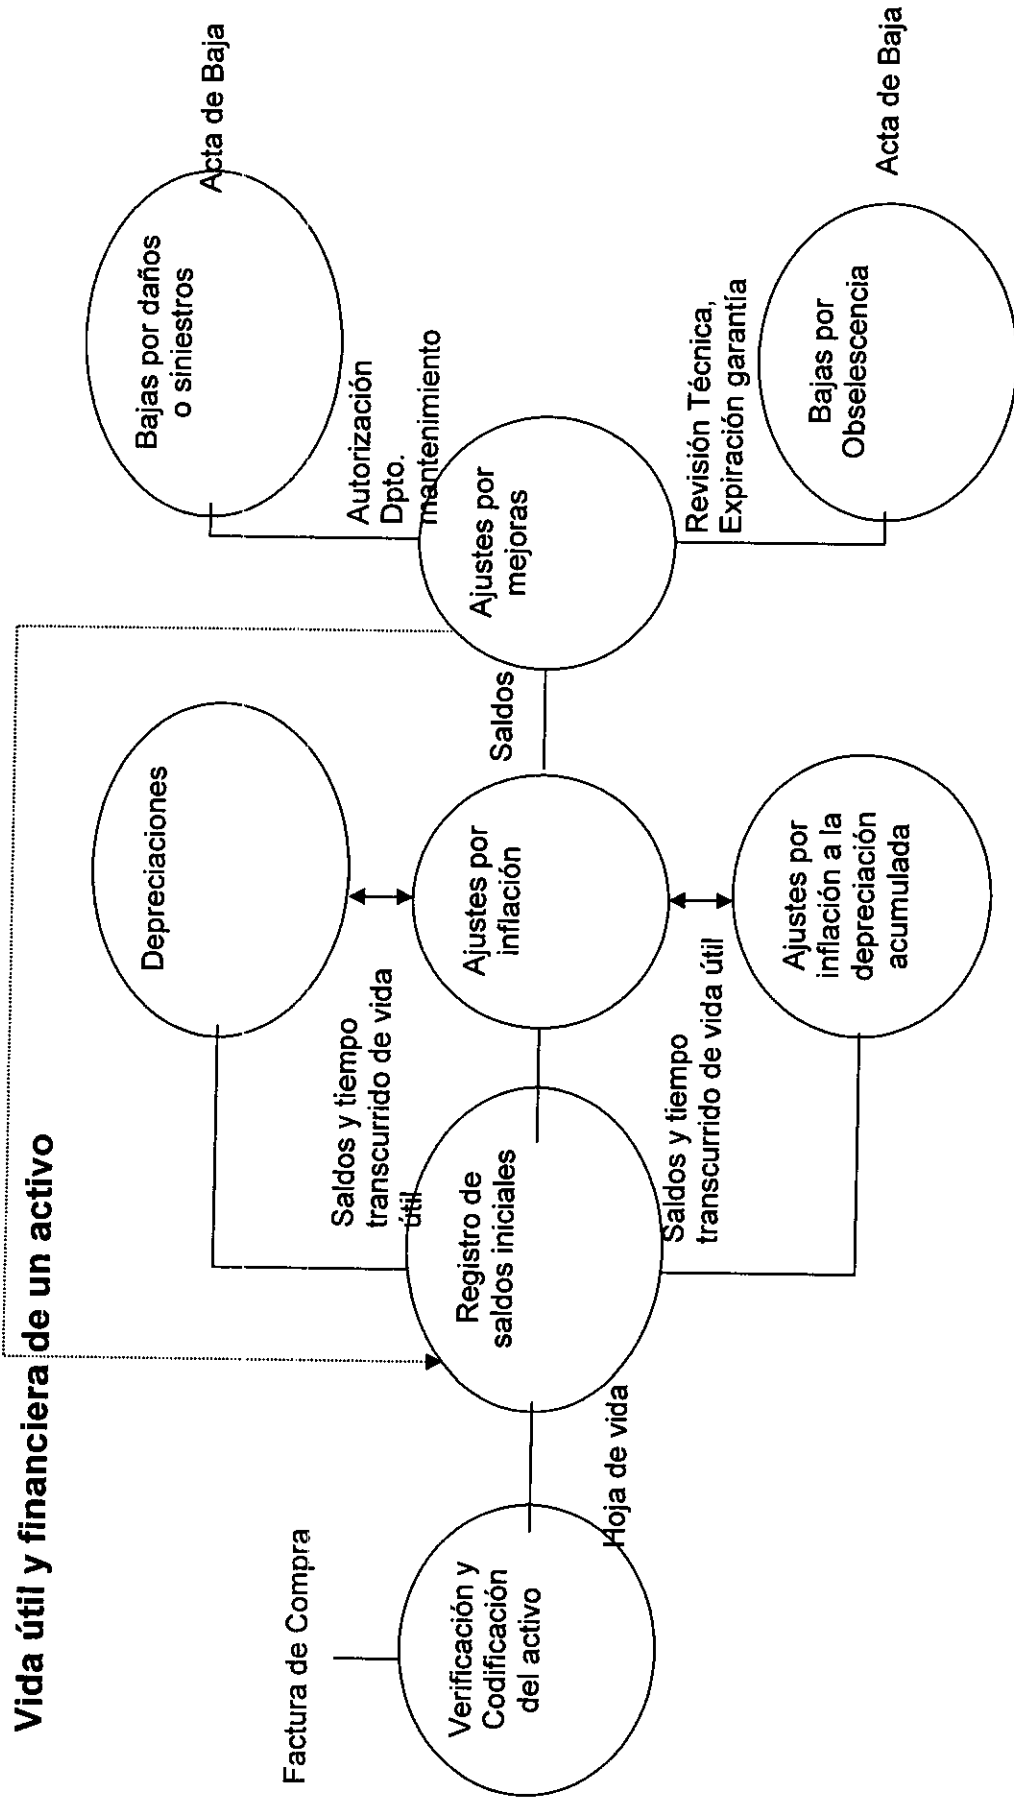 Vida útil y financiera de un activo
Factura de Compra
Verificación y
Codificación
del activo
Hoja de vida
Registro de
saldos iniciales
Saldos y tiempo
transcurrido de vida
útil
Saldos y tiempo
transcurrido de vida útil
Depreciaciones
Ajustes por
inflación
Ajustes por
inflación a la
depreciación
acumulada
Saldos
Ajustes por
mejoras
Autorización
Dpto.
mantenimiento
Revisión Técnica,
Expiración garantía
Bajas por daños
o siniestros
Acta de Baja
Bajas por
Obselescencia
Acta de Baja